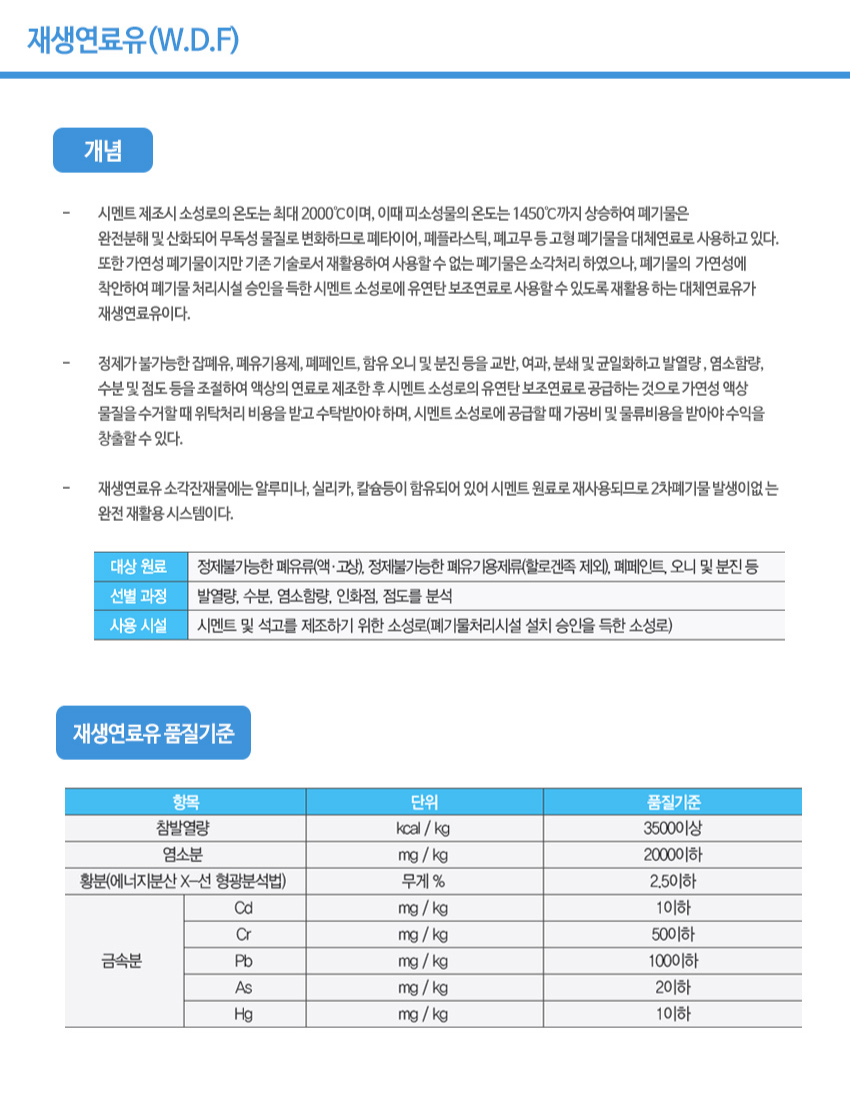 재생연료유(W.D.F)
개념
- 시멘트 제조시 소성로의 온도는 최대 2000℃이며, 이때 피소성물의 온도는 1450℃까지 상승하여 폐기물은
완전분해 및 산화되어 무독성 물질로 변화하므로 폐타이어, 폐플라스틱, 폐고무 등 고형 폐기물을 대체연료로 사용하고 있다.
또한 가연성 폐기물이지만 기존 기술로서 재활용하여 사용할 수 없는 폐기물은 소각처리 하였으나, 폐기물의 가연성에
착안하여 폐기물 처리시설 승인을 득한 시멘트 소성로에 유연탄 보조연료로 사용할 수 있도록 재활용 하는 대체연료유가
재생연료유이다.
- 정제가 불가능한 잡폐유, 폐유기용제, 폐페인트, 함유 오니 및 분진 등을 교반, 여과, 분쇄 및 균일화하고 발열량 , 염소함량,
수분 및 점도 등을 조절하여 액상의 연료로 제조한 후 시멘트 소성로의 유연탄 보조연료로 공급하는 것으로 가연성 액상
물질을 수거할 때 위탁처리 비용을 받고 수탁받아야 하며, 시멘트 소성로에 공급할 때 가공비 및 물류비용을 받아야 수익을
창출할 수 있다.
- 재생연료유 소각잔재물에는 알루미나, 실리카, 칼슘등이 함유되어 있어 시멘트 원료로 재사용되므로 2차폐기물 발생이없 는
완전 재활용 시스템이다.
대상 원료 정제불가능한 폐유류(액·고상), 정제불가능한 폐유기용제류(할로겐족 제외), 폐페인트, 오니 및 분진 등
선별 과정 발열량, 수분, 염소함량, 인화점, 점도를 분석
사용 시설 시멘트 및 석고를 제조하기 위한 소성로(폐기물처리시설 설치 승인을 득한 소성로)
재생연료유 품질기준
항목 단위 품질기준
참발열량 kcal / kg 3500이상
염소분 mg / kg 2000이하
황분(에너지분산 X-선 형광분석법) 무게 % 2.5이하
금속분 Cd mg / kg 1이하
Cr mg / kg 50이하
Pb mg / kg 100이하
As mg / kg 2이하
Hg mg / kg 1이하